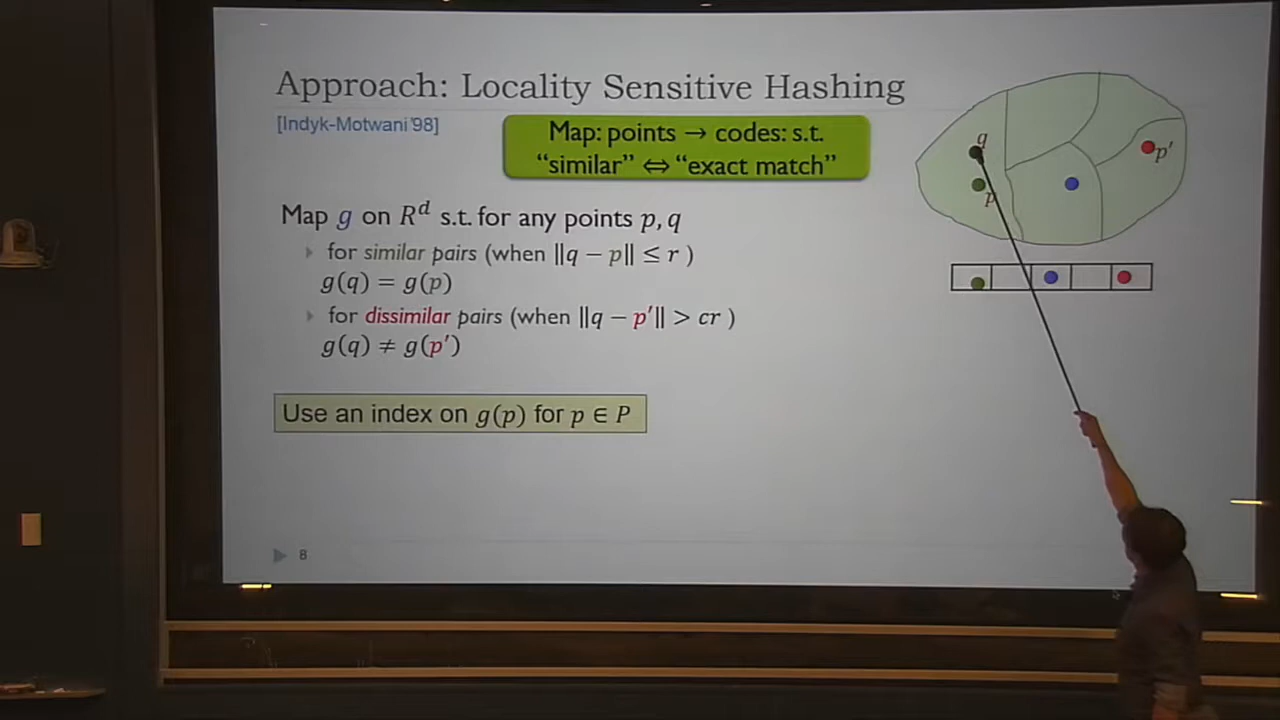 Approach: Locality Sensitive Hashing
[Indyk-Motwani'98]
Map: points → codes: s.t.
“similar” ⇔ “exact match”
Map g on R^d s.t. for any points p, q
for similar pairs (when ||q − p|| ≤ r )
g(q) = g(p)
for dissimilar pairs (when ||q − p′|| > cr )
g(q) ≠ g(p′)
Use an index on g(p) for p ∈ P
q
p
p′
8